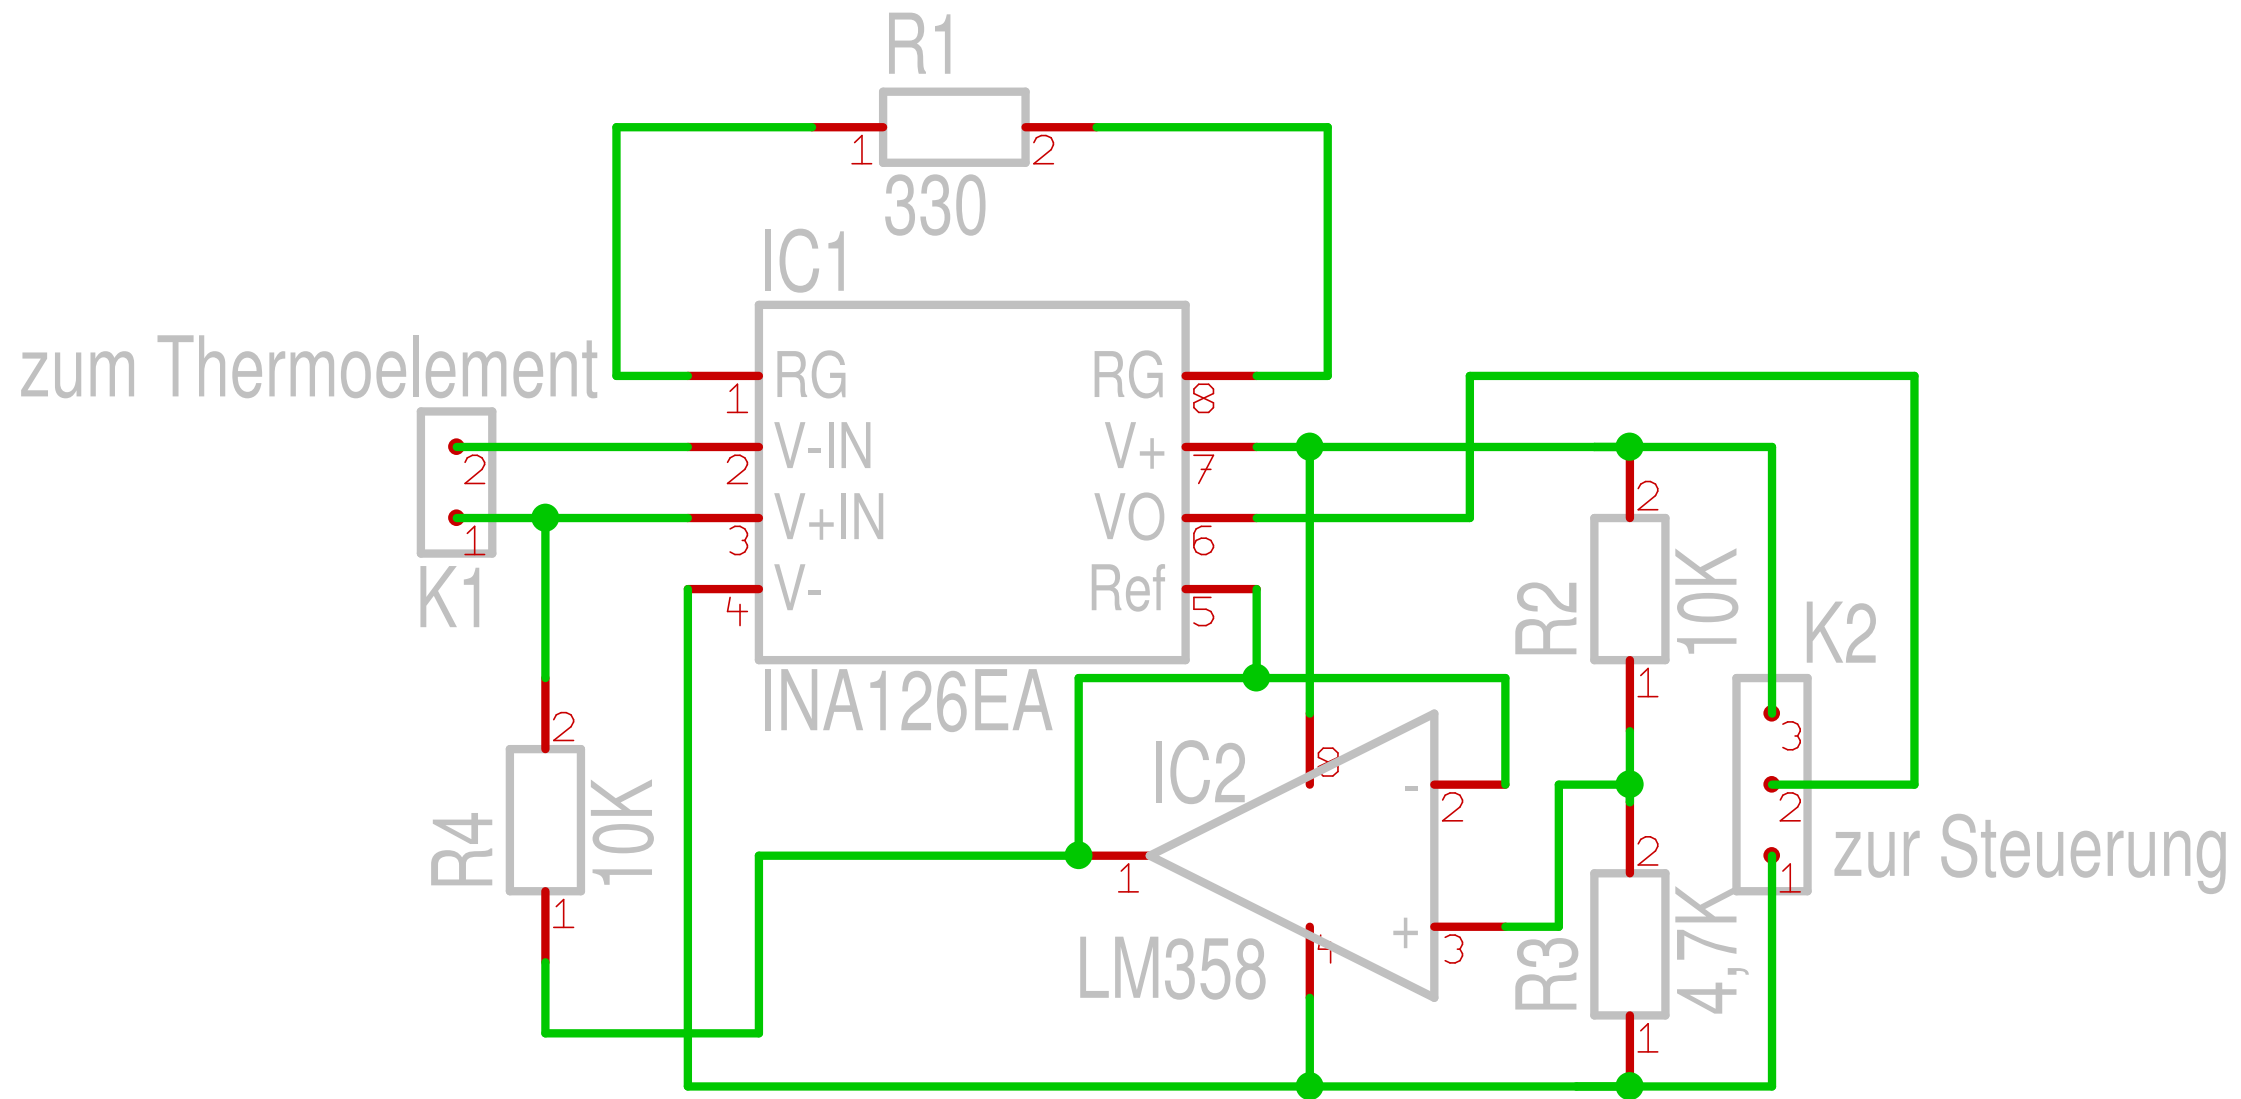 R1
1
2
330
IC1
zum Thermoelement
RG
RG
1
8
V-IN
V+
2
2
7
V+IN
VO
1
3
6
2
K1
V-
Ref
4
5
R2
10K
K2
1
INA126EA
2
3
IC2
8
-
2
2
R4
10K
zur Steuerung
2
1
1
1
+
3
LM358
4
R3
4,7K
1